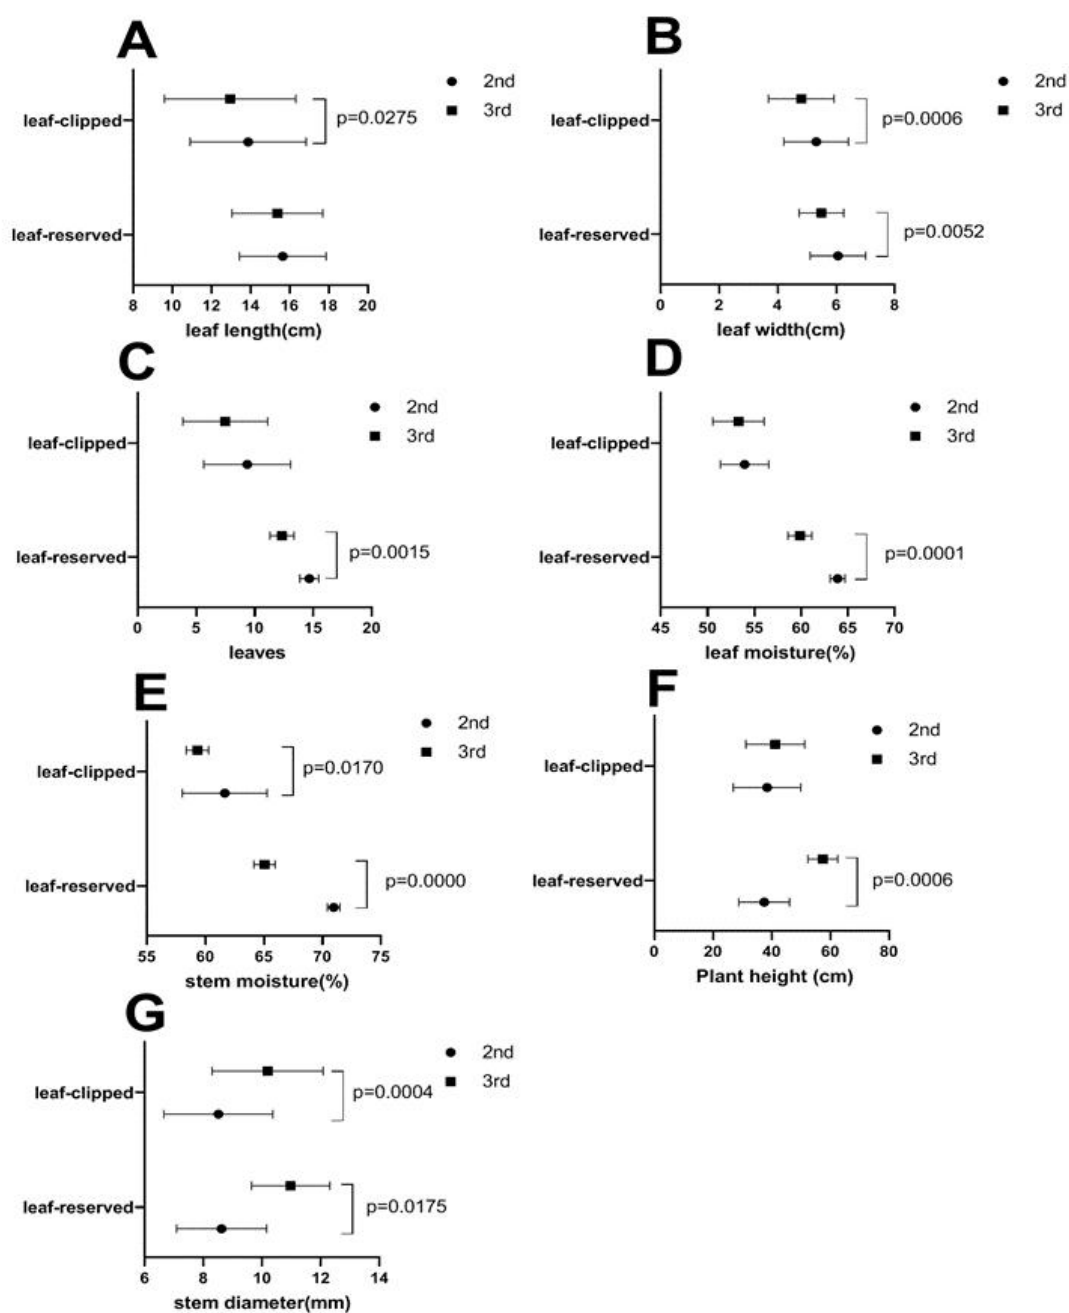 A
2nd
3rd
leaf-clipped
p=0.0275
leaf-reserved
8 10 12 14 16 18 20
leaf length(cm)
B
2nd
3rd
leaf-clipped
p=0.0006
leaf-reserved
p=0.0052
0 2 4 6 8
leaf width(cm)
C
2nd
3rd
leaf-clipped
leaf-reserved
p=0.0015
0 5 10 15 20
leaves
D
2nd
3rd
leaf-clipped
leaf-reserved
p=0.0001
45 50 55 60 65 70
leaf moisture(%)
E
2nd
3rd
leaf-clipped
p=0.0170
leaf-reserved
p=0.0000
55 60 65 70 75
stem moisture(%)
F
2nd
3rd
leaf-clipped
leaf-reserved
p=0.0006
0 20 40 60 80
Plant height (cm)
G
2nd
3rd
leaf-clipped
p=0.0004
leaf-reserved
p=0.0175
6 8 10 12 14
stem diameter(mm)